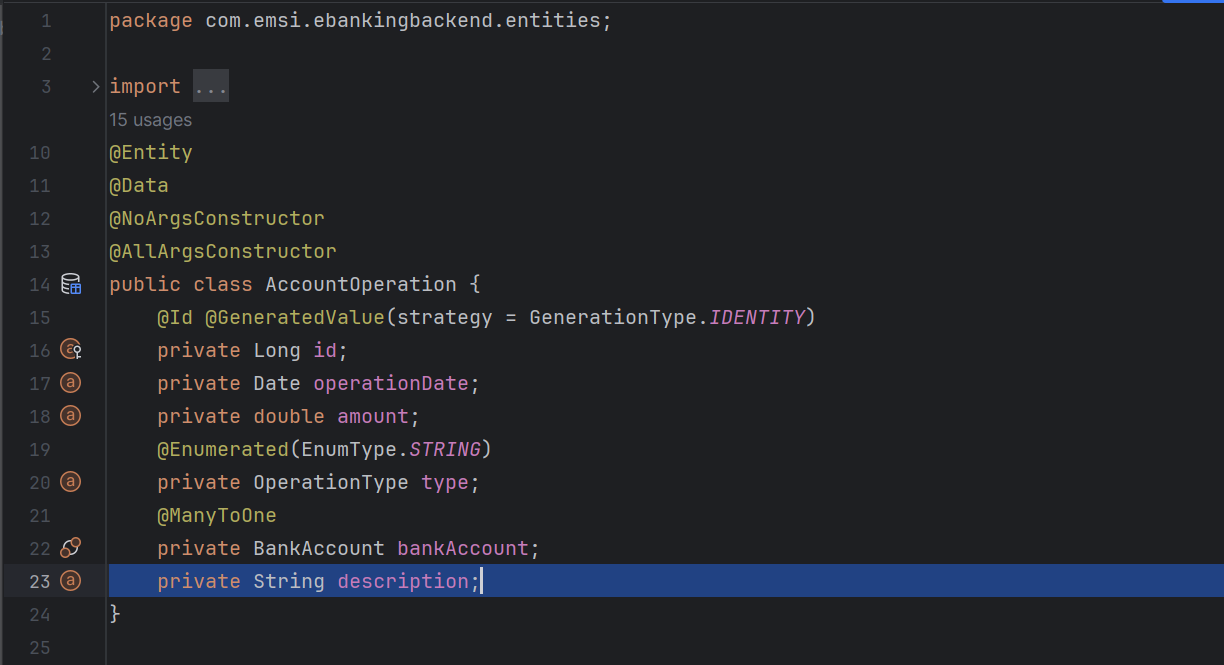 1 package com.emsi.ebankingbackend.entities;
2
3 import ...
15 usages
10 @Entity
11 @Data
12 @NoArgsConstructor
13 @AllArgsConstructor
14 public class AccountOperation {
15 @Id @GeneratedValue(strategy = GenerationType.IDENTITY)
16 private Long id;
17 private Date operationDate;
18 private double amount;
19 @Enumerated(EnumType.STRING)
20 private OperationType type;
21 @ManyToOne
22 private BankAccount bankAccount;
23 private String description;
24 }
25